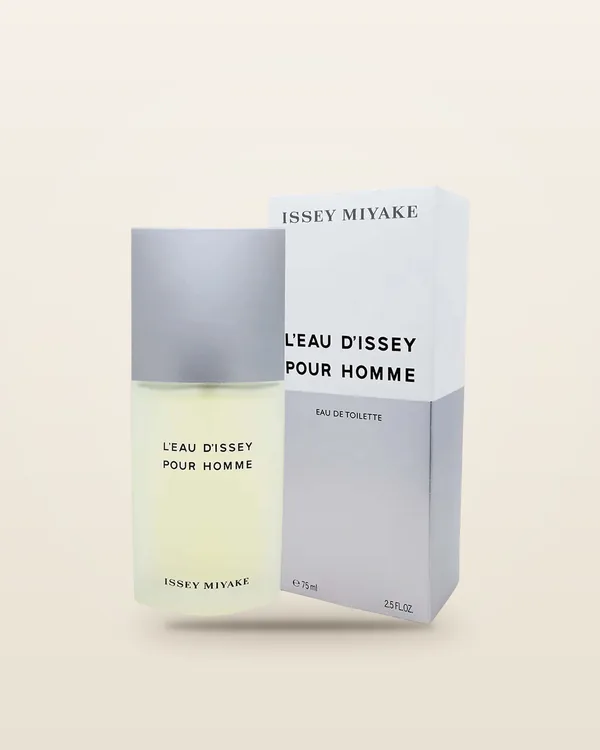 ISSEY MIYAKE
L'EAU D'ISSEY
POUR HOMME
EAU DE TOILETTE
℮ 75 ml
2.5 FL.OZ.
L'EAU D'ISSEY
POUR HOMME
ISSEY MIYAKE